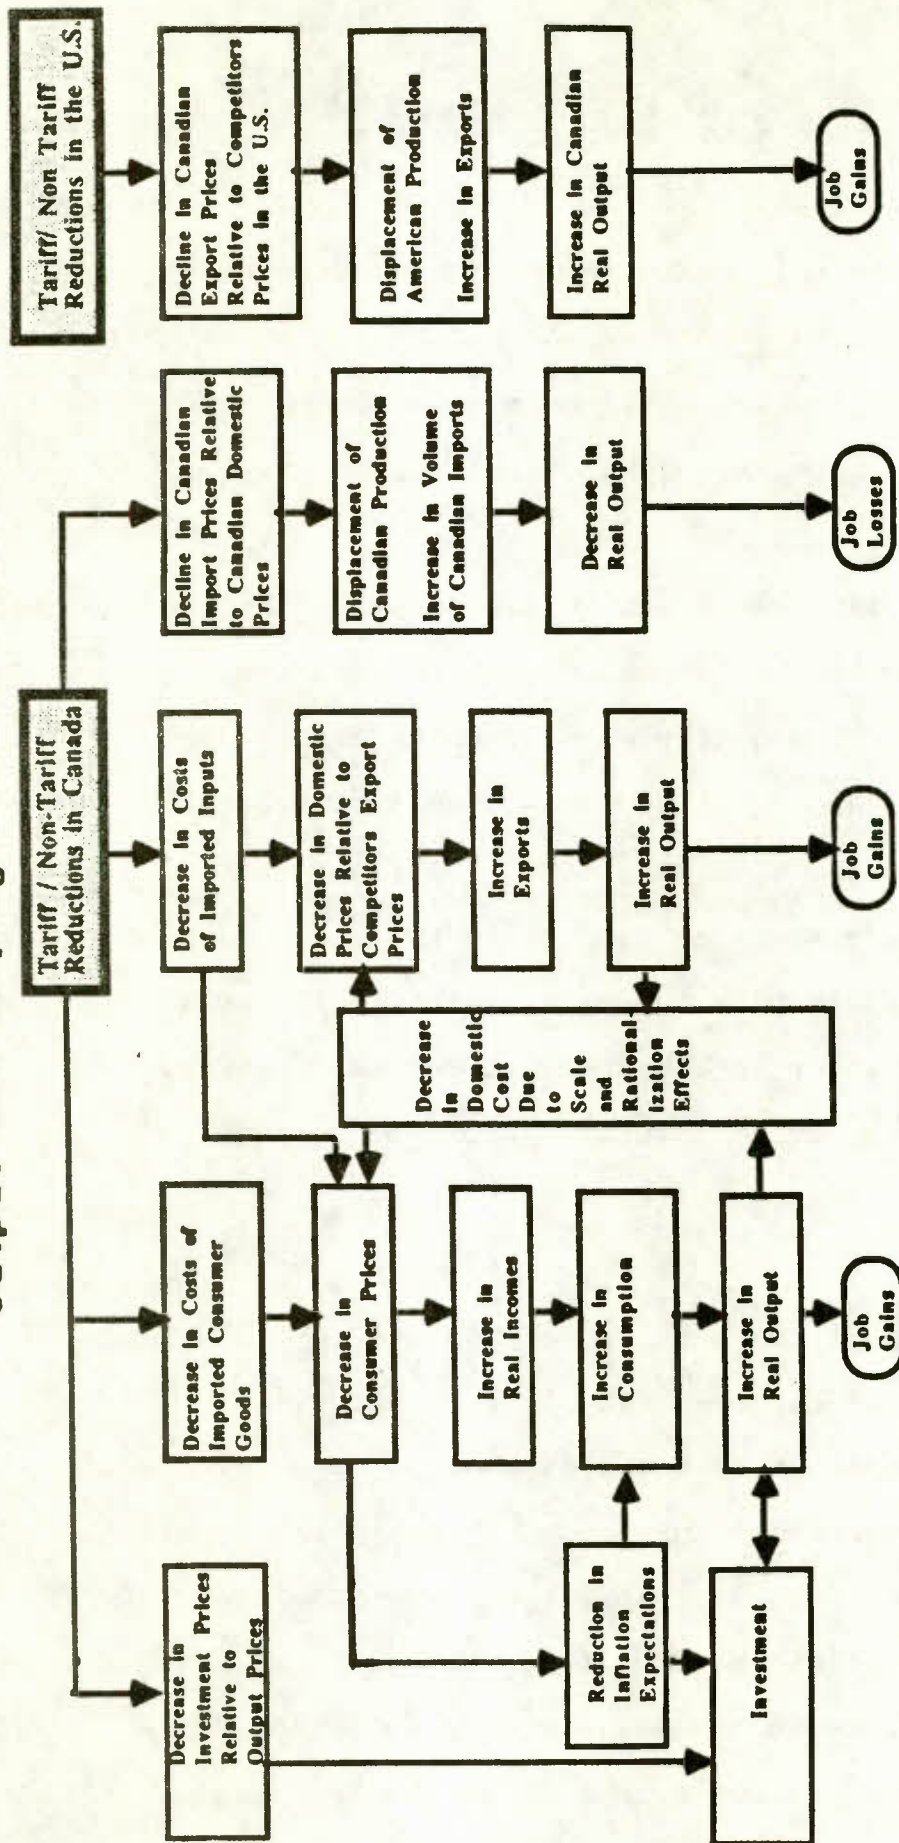 Tariff / Non-Tariff
Reductions in Canada
Tariff/ Non Tariff
Reductions in the U.S.
Decrease in
Investment Prices
Relative to
Output Prices
Decrease in Costs of
Imported Consumer
Goods
Decrease in Costs
of Imported Inputs
Decline in Canadian
Import Prices Relative
to Canadian Domestic
Prices
Decline in Canadian
Export Prices
Relative to Competitors
Prices in the U.S.
Decrease in
Consumer Prices
Decrease in Domestic
Prices Relative to
Competitors Export
Prices
Displacement of
Canadian Production
Increase in Volume
of Canadian Imports
Displacement of
American Production
Increase in Exports
Increase in
Real Incomes
Decrease
in Domestic
Cost
Due
to
Scale
and
Rational-
ization
Effects
Increase in
Exports
Reduction in
Inflation
Expectations
Increase in
Consumption
Increase in
Real Output
Decrease in
Real Output
Increase in Canadian
Real Output
Investment
Increase in
Real Output
Job
Gains
Job
Gains
Job
Losses
Job
Gains